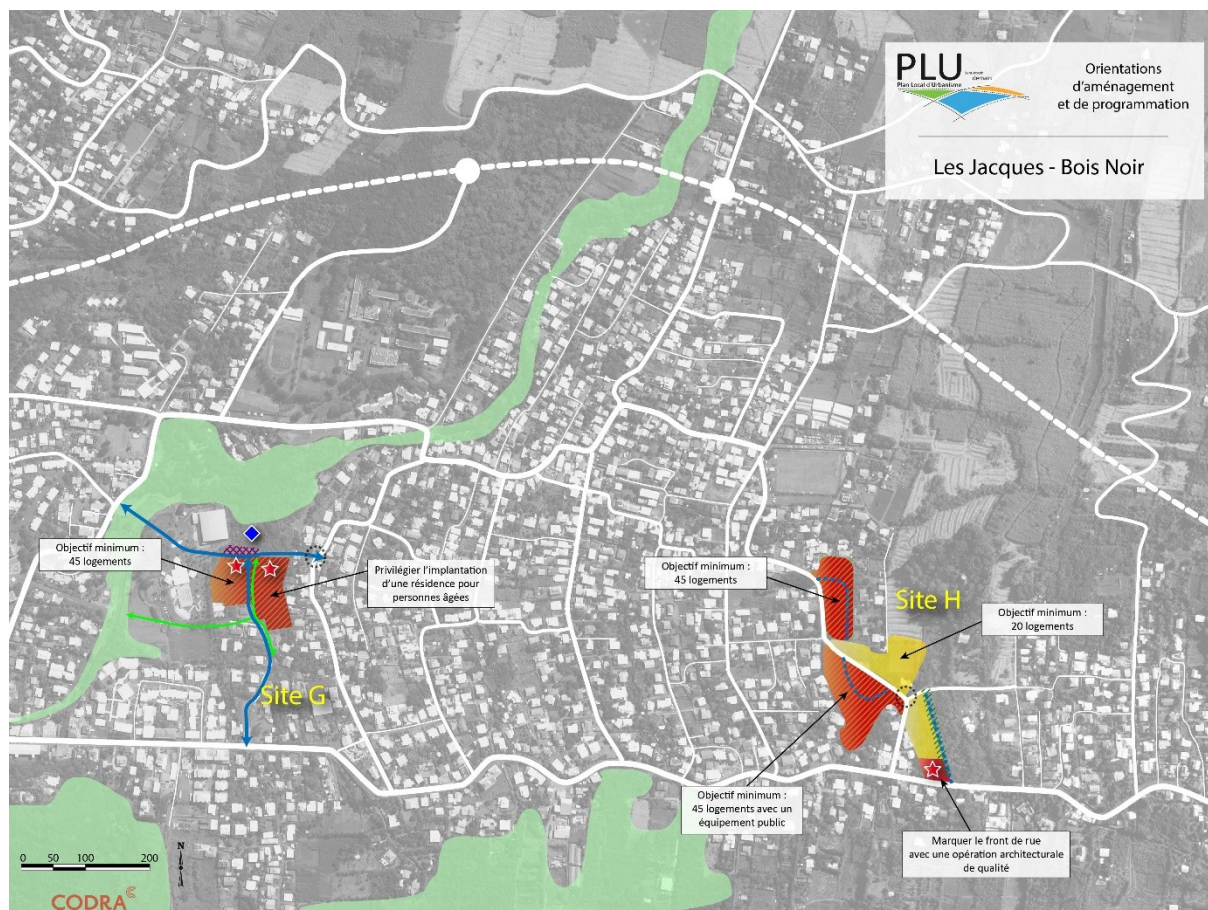 PLU
Plan Local d'Urbanisme
Orientations
d'aménagement
et de programmation
Les Jacques - Bois Noir
Objectif minimum :
45 logements
Privilégier l'implantation
d'une résidence pour
personnes âgées
Site G
Objectif minimum :
45 logements
Site H
Objectif minimum :
20 logements
Objectif minimum :
45 logements avec un
équipement public
Marquer le front de rue
avec une opération architecturale
de qualité
N
0 50 100 200
CODRA